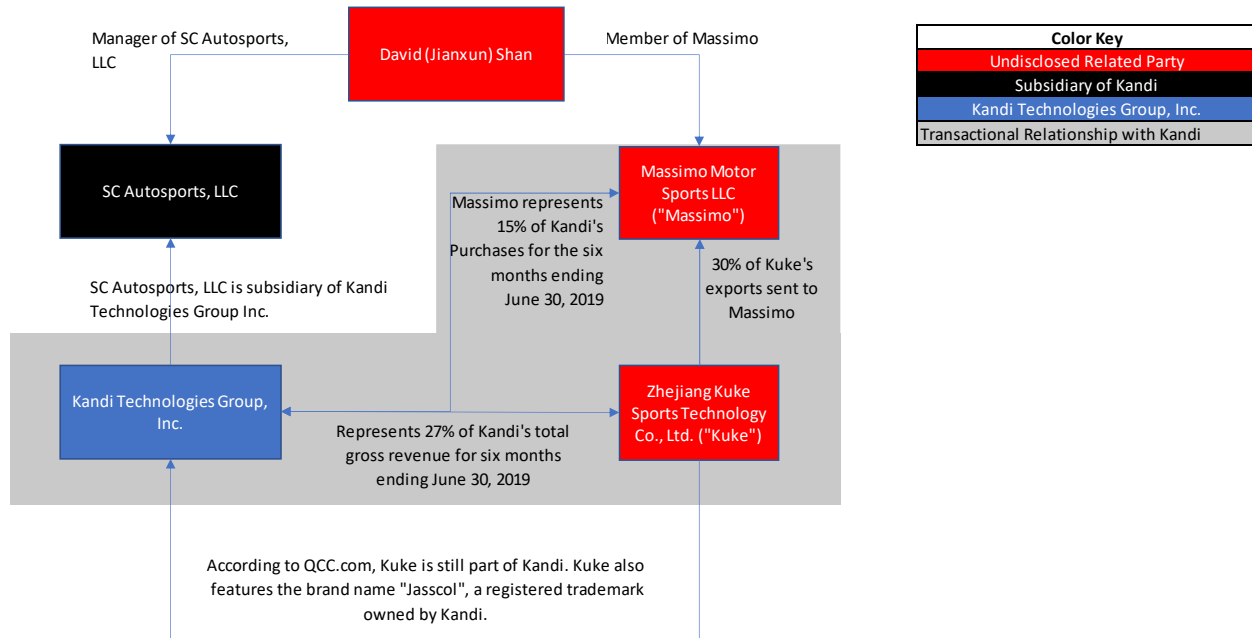 Manager of SC Autosports,
LLC
David (Jianxun) Shan
Member of Massimo
Color Key
Undisclosed Related Party
Subsidiary of Kandi
Kandi Technologies Group, Inc.
Transactional Relationship with Kandi
SC Autosports, LLC
Massimo Motor
Sports LLC
("Massimo")
Massimo represents
15% of Kandi's
Purchases for the six
months ending
June 30, 2019
30% of Kuke's
exports sent to
Massimo
SC Autosports, LLC is subsidiary of Kandi
Technologies Group Inc.
Kandi Technologies Group,
Inc.
Zhejiang Kuke
Sports Technology
Co., Ltd. ("Kuke")
Represents 27% of Kandi's total
gross revenue for six months
ending June 30, 2019
According to QCC.com, Kuke is still part of Kandi. Kuke also
features the brand name "Jasscol", a registered trademark
owned by Kandi.